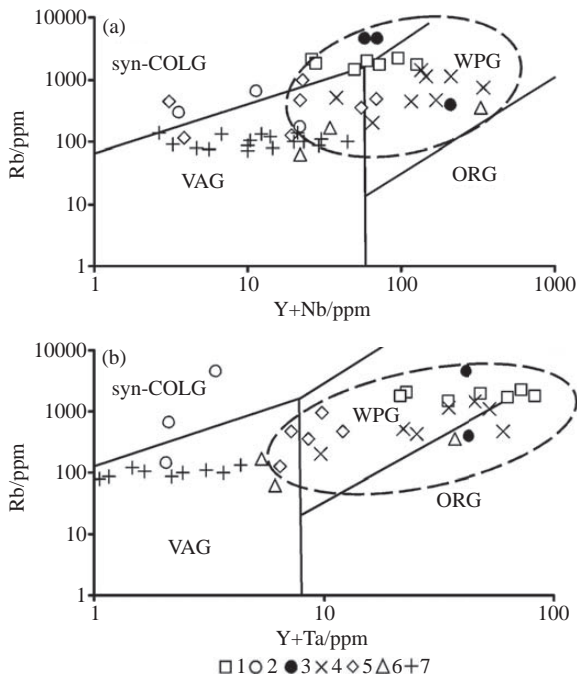 (a)
10000
syn-COLG
WPG
1000
Rb/ppm
100
VAG
ORG
10
1
1 10 100 1000
Y+Nb/ppm
(b)
10000
syn-COLG
WPG
1000
Rb/ppm
100
ORG
VAG
10
1
10 100
Y+Ta/ppm
1 2 3 4 5 6 7